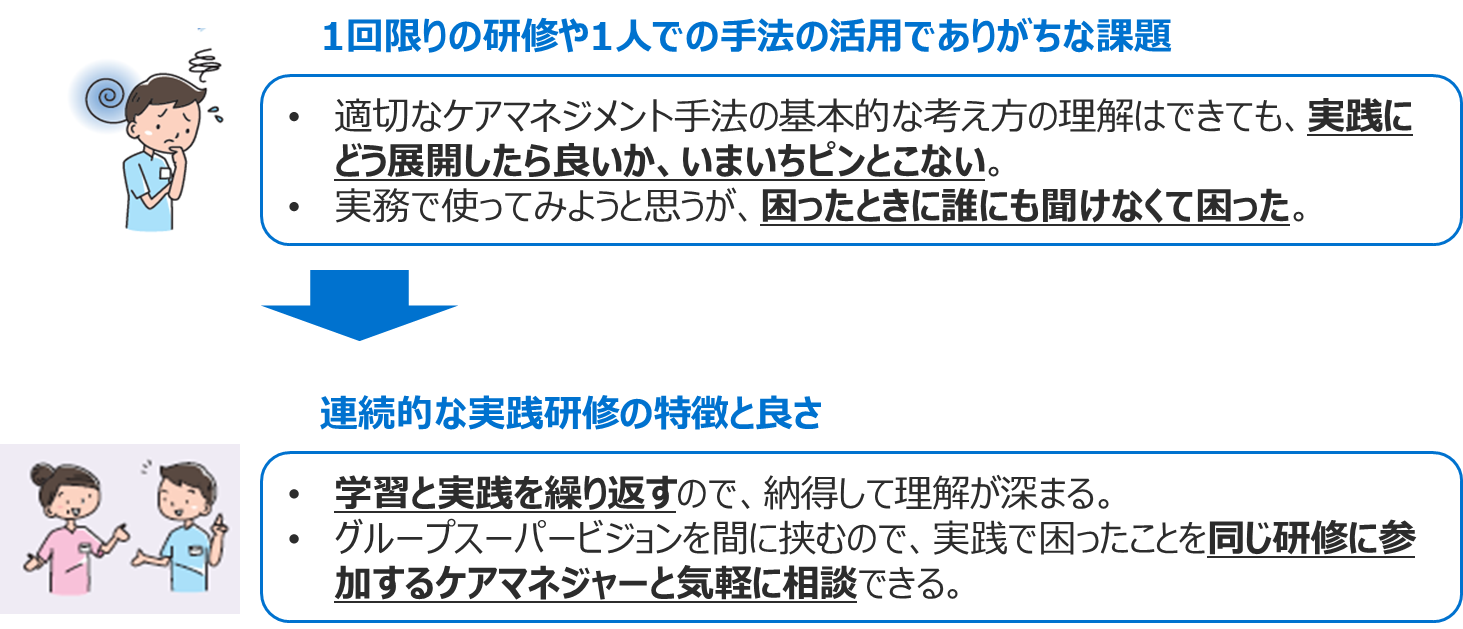 1回限りの研修や1人での手法の活用でありがちな課題
• 適切なケアマネジメント手法の基本的な考え方の理解はできても、実践に
どう展開したら良いか、いまいちピンとこない。
• 実務で使ってみようと思うが、困ったときに誰にも聞けなくて困った。
連続的な実践研修の特徴と良さ
• 学習と実践を繰り返すので、納得して理解が深まる。
• グループスーパービジョンを間に挟むので、実践で困ったことを同じ研修に参
加するケアマネジャーと気軽に相談できる。